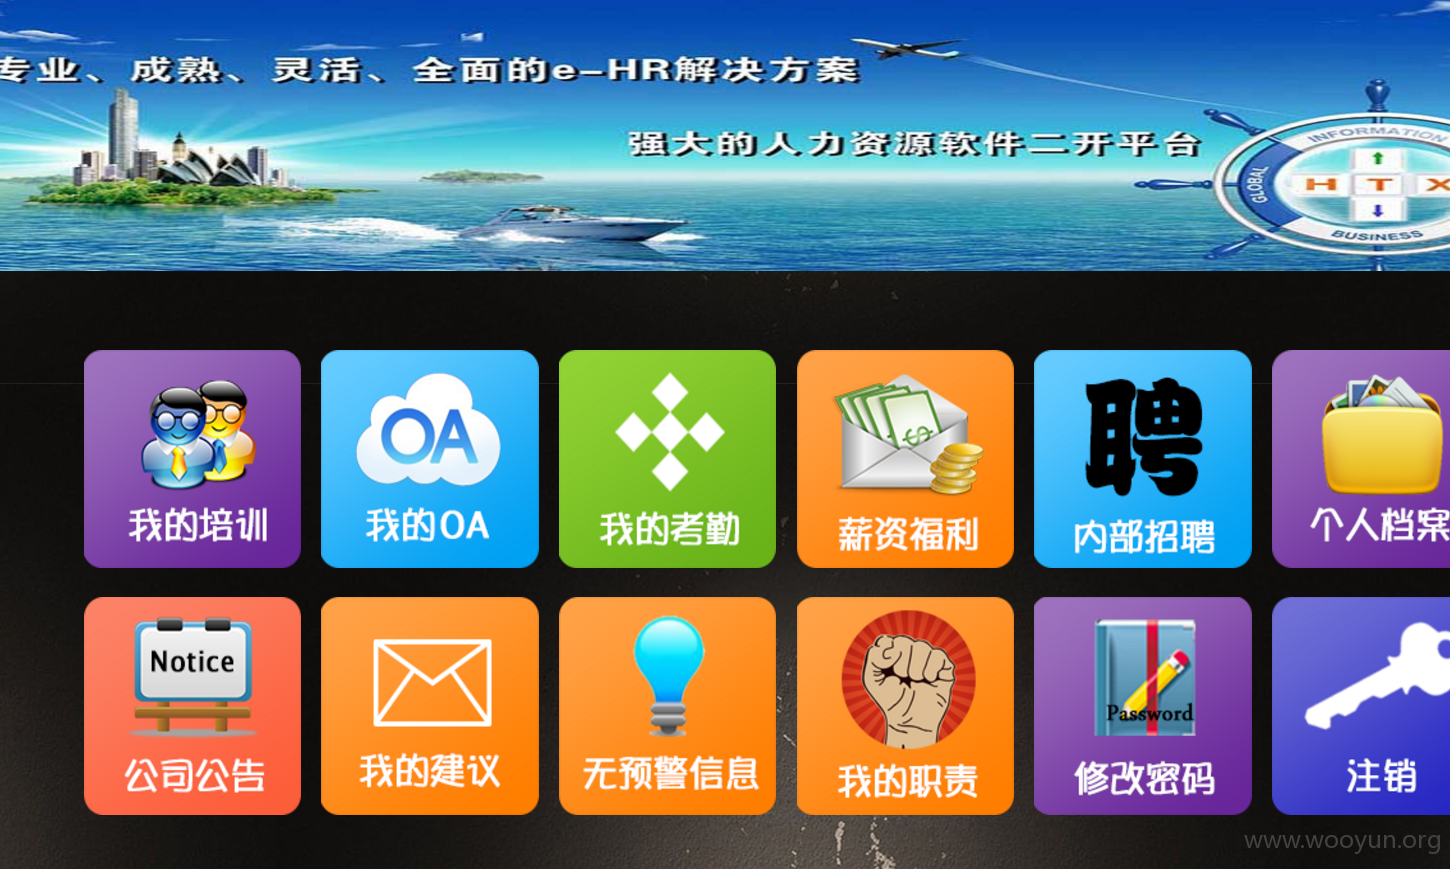 专业、成熟、灵活、全面的e-HR解决方案
强大的人力资源软件二开平台
INFORMATION
GLOBAL
H T X
BUSINESS
OA
聘
我的培训
我的OA
我的考勤
薪资福利
内部招聘
个人档案
Notice
Password
公司公告
我的建议
无预警信息
我的职责
修改密码
注销
www.wooyun.org